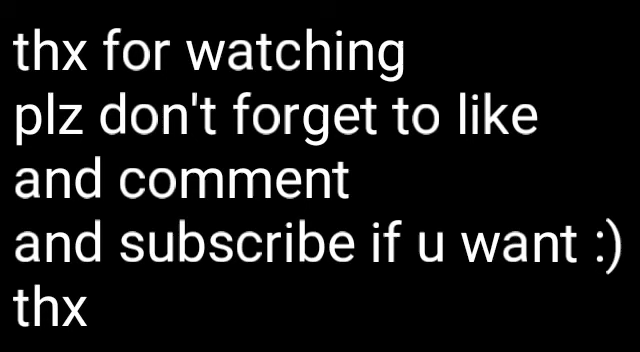 thx for watching
plz don't forget to like
and comment
and subscribe if u want :)
thx